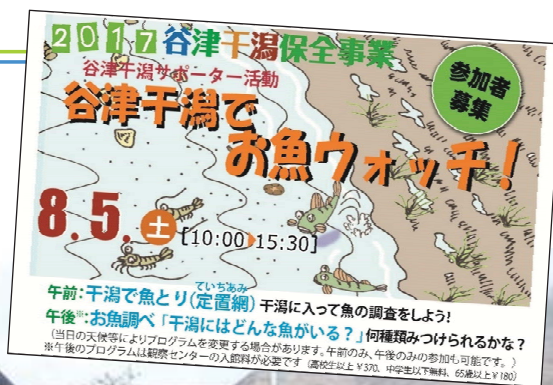 2017谷津干潟保全事業
谷津干潟サポーター活動
参加者
募集
谷津干潟で
お魚ウォッチ!
8.5.土[10:00▶15:30]
午前:干潟で魚とり(定置網)干潟に入って魚の調査をしよう!
ていちあみ
午後※:お魚調べ「干潟にはどんな魚がいる?」何種類みつけられるかな?
(当日の天候等によりプログラムを変更する場合があります。午前のみ、午後のみの参加も可能です。)
※午後のプログラムは観察センターの入館料が必要です(高校生以上¥370、中学生以下無料、65歳以上¥180)